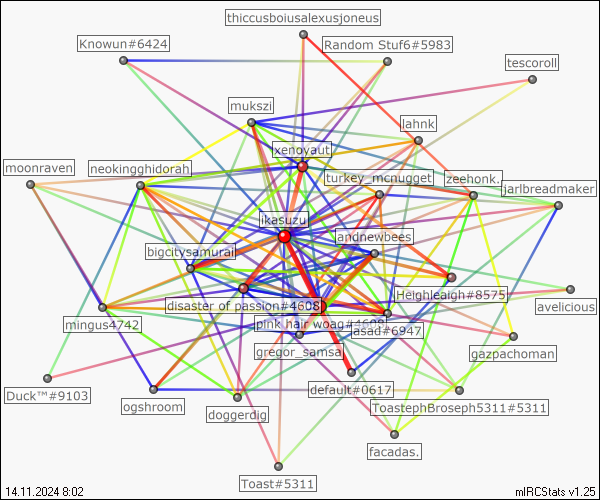 thiccusboiusalexusjoneus
Knowun#6424
Random Stuf6#5983
tescoroll
mukszi
lahnk
xenoyaut
moonraven
neokingghidorah
turkey_mcnugget
zeehonk.
jarlbreadmaker
ikasuzu
landnewbees
bigcitysamurai
disaster of passion#4608
Heighleaigh#8575
avelicious
mingus4742
pink hair woag#4609
asad#6947
gregor_samsa
gazpachoman
Duck™#9103
default#0617
ogshroom
doggerdig
ToastephBroseph5311#5311
facadas.
Toast#5311
14.11.2024 8:02
mIRCStats v1.25